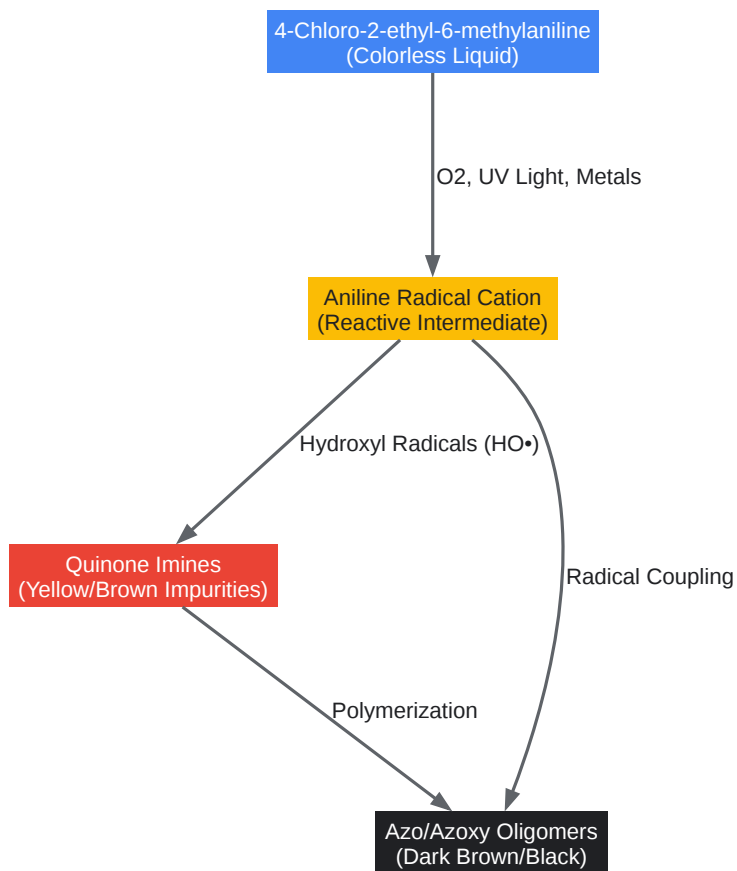 4-Chloro-2-ethyl-6-methylaniline
(Colorless Liquid)
O2, UV Light, Metals
Aniline Radical Cation
(Reactive Intermediate)
Hydroxyl Radicals (HO•)
Quinone Imines
(Yellow/Brown Impurities)
Radical Coupling
Polymerization
Azo/Azoxy Oligomers
(Dark Brown/Black)